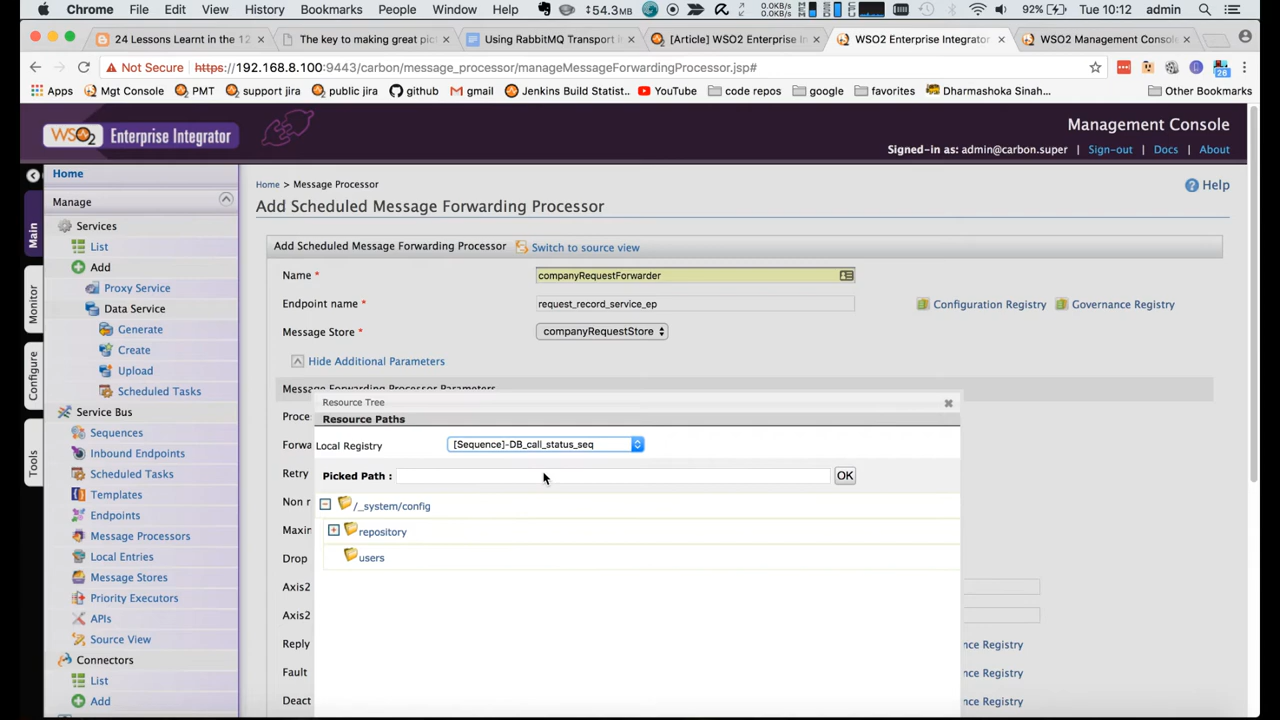 Chrome File Edit View History Bookmarks People Window Help 54.3MB 0.0KB/s 0.0KB/s 92% Tue 10:12 admin
24 Lessons Learnt in the 12 × The key to making great pic × Using RabbitMQ Transport in × [Article] WSO2 Enterprise I × WSO2 Enterprise Integrator × WSO2 Management Console ×
Not Secure https://192.168.8.100:9443/carbon/message_processor/manageMessageForwardingProcessor.jsp#
Apps Mgt Console PMT support jira public jira github gmail Jenkins Build Statist.. YouTube code repos google favorites Dharmashoka Sinah... Other Bookmarks
26
WSO2 Enterprise Integrator
Management Console
Signed-in as: admin@carbon.super | Sign-out | Docs | About
Main
Monitor
Configure
Tools
Home
Manage
Services
List
Add
Proxy Service
Data Service
Generate
Create
Upload
Scheduled Tasks
Service Bus
Sequences
Inbound Endpoints
Scheduled Tasks
Templates
Endpoints
Message Processors
Local Entries
Message Stores
Priority Executors
APIs
Source View
Connectors
List
Add
Home > Message Processor
Help
Add Scheduled Message Forwarding Processor
Add Scheduled Message Forwarding Processor Switch to source view
Name * companyRequestForwarder
Endpoint name * request_record_service_ep Configuration Registry Governance Registry
Message Store * companyRequestStore
Hide Additional Parameters
Message Forwarding Processor Parameters
Proce
Forwa
Retry
Non r
Maxin
Drop
Axis2
Axis2
Reply nce Registry
Fault nce Registry
Deact nce Registry
Resource Tree
Resource Paths
Local Registry [Sequence]-DB_call_status_seq
Picked Path : OK
/_system/config
repository
users